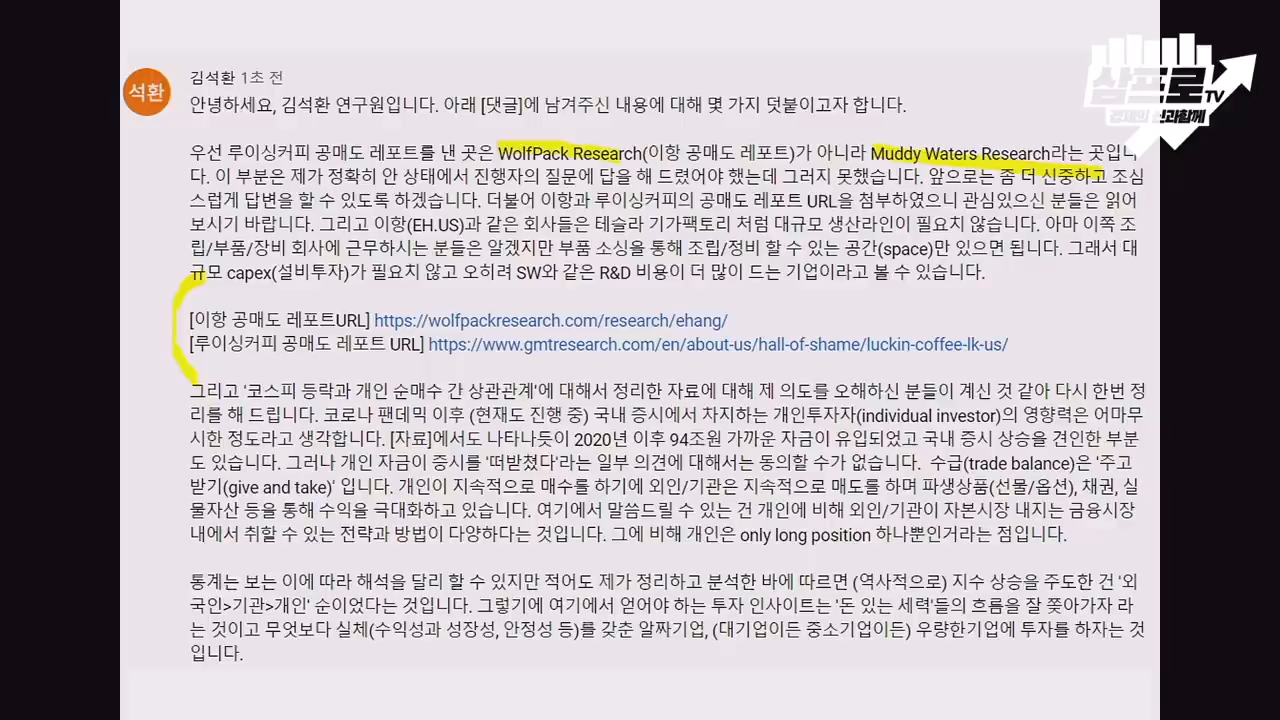 삼프로TV
경제의 신과함께
석환
김석환 1초 전
안녕하세요, 김석환 연구원입니다. 아래 [댓글]에 남겨주신 내용에 대해 몇 가지 덧붙이고자 합니다.
우선 루이싱커피 공매도 레포트를 낸 곳은 WolfPack Research(이항 공매도 레포트)가 아니라 Muddy Waters Research라는 곳입니
다. 이 부분은 제가 정확히 안 상태에서 진행자의 질문에 답을 해 드렸어야 했는데 그러지 못했습니다. 앞으로는 좀 더 신중하고 조심
스럽게 답변을 할 수 있도록 하겠습니다. 더불어 이항과 루이싱커피의 공매도 레포트 URL을 첨부하였으니 관심있으신 분들은 읽어
보시기 바랍니다. 그리고 이항(EH.US)과 같은 회사들은 테슬라 기가팩토리 처럼 대규모 생산라인이 필요치 않습니다. 아마 이쪽 조
립/부품/장비 회사에 근무하시는 분들은 알겠지만 부품 소싱을 통해 조립/정비 할 수 있는 공간(space)만 있으면 됩니다. 그래서 대
규모 capex(설비투자)가 필요치 않고 오히려 SW와 같은 R&D 비용이 더 많이 드는 기업이라고 볼 수 있습니다.
[이항 공매도 레포트URL] https://wolfpackresearch.com/research/ehang/
[루이싱커피 공매도 레포트 URL] https://www.gmtresearch.com/en/about-us/hall-of-shame/luckin-coffee-lk-us/
그리고 '코스피 등락과 개인 순매수 간 상관관계'에 대해서 정리한 자료에 대해 제 의도를 오해하신 분들이 계신 것 같아 다시 한번 정
리를 해 드립니다. 코로나 팬데믹 이후 (현재도 진행 중) 국내 증시에서 차지하는 개인투자자(individual investor)의 영향력은 어마무
시한 정도라고 생각합니다. [자료]에서도 나타나듯이 2020년 이후 94조원 가까운 자금이 유입되었고 국내 증시 상승을 견인한 부분
도 있습니다. 그러나 개인 자금이 증시를 '떠받쳤다'라는 일부 의견에 대해서는 동의할 수가 없습니다.  수급(trade balance)은 '주고
받기(give and take)' 입니다. 개인이 지속적으로 매수를 하기에 외인/기관은 지속적으로 매도를 하며 파생상품(선물/옵션), 채권, 실
물자산 등을 통해 수익을 극대화하고 있습니다. 여기에서 말씀드릴 수 있는 건 개인에 비해 외인/기관이 자본시장 내지는 금융시장
내에서 취할 수 있는 전략과 방법이 다양하다는 것입니다. 그에 비해 개인은 only long position 하나뿐인거라는 점입니다.
통계는 보는 이에 따라 해석을 달리 할 수 있지만 적어도 제가 정리하고 분석한 바에 따르면 (역사적으로) 지수 상승을 주도한 건 '외
국인>기관>개인' 순이었다는 것입니다. 그렇기에 여기에서 얻어야 하는 투자 인사이트는 '돈 있는 세력'들의 흐름을 잘 쫒아가자 라
는 것이고 무엇보다 실체(수익성과 성장성, 안정성 등)를 갖춘 알짜기업, (대기업이든 중소기업이든) 우량한기업에 투자를 하자는 것
입니다.